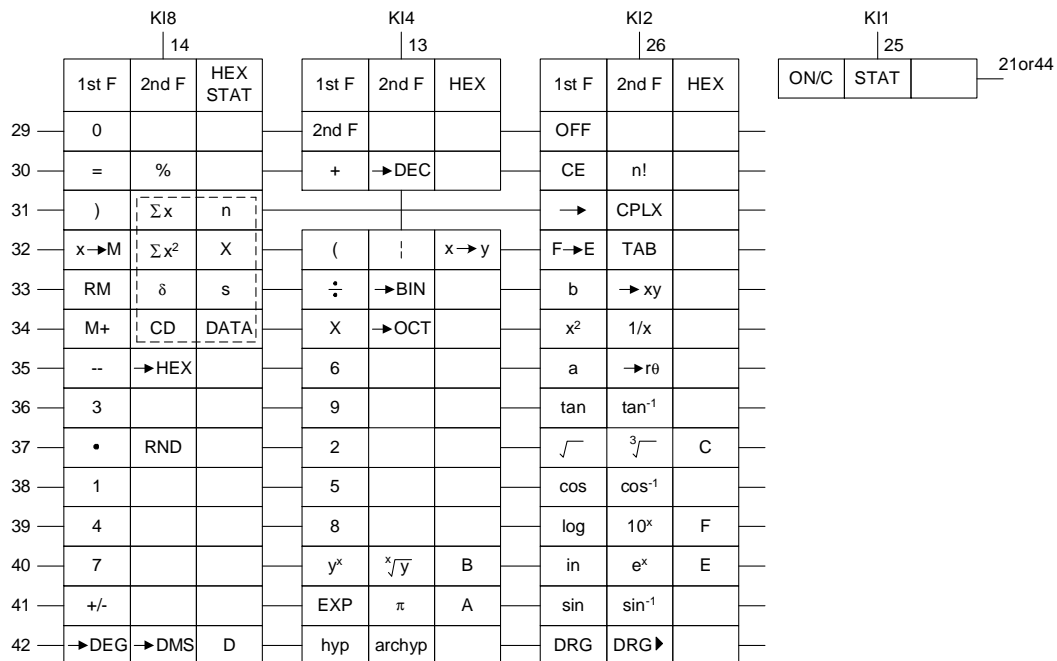 KI8 KI4 KI2 KI1
14 13 26 25
1st F 2nd F HEX STAT 1st F 2nd F HEX 1st F 2nd F HEX ON/C STAT 21or44
29 0 2nd F OFF
30 = % + →DEC CE n!
31 ) Σx n → CPLX
32 x→M Σx² X ( ¦ x→y F→E TAB
33 RM δ s ÷ →BIN b →xy
34 M+ CD DATA X →OCT x² 1/x
35 -- →HEX 6 a →rθ
36 3 9 tan tan⁻¹
37 • RND 2 √ ³√ C
38 1 5 cos cos⁻¹
39 4 8 log 10ˣ F
40 7 yˣ ˣ√y B in eˣ E
41 +/- EXP π A sin sin⁻¹
42 →DEG →DMS D hyp archyp DRG DRG▶